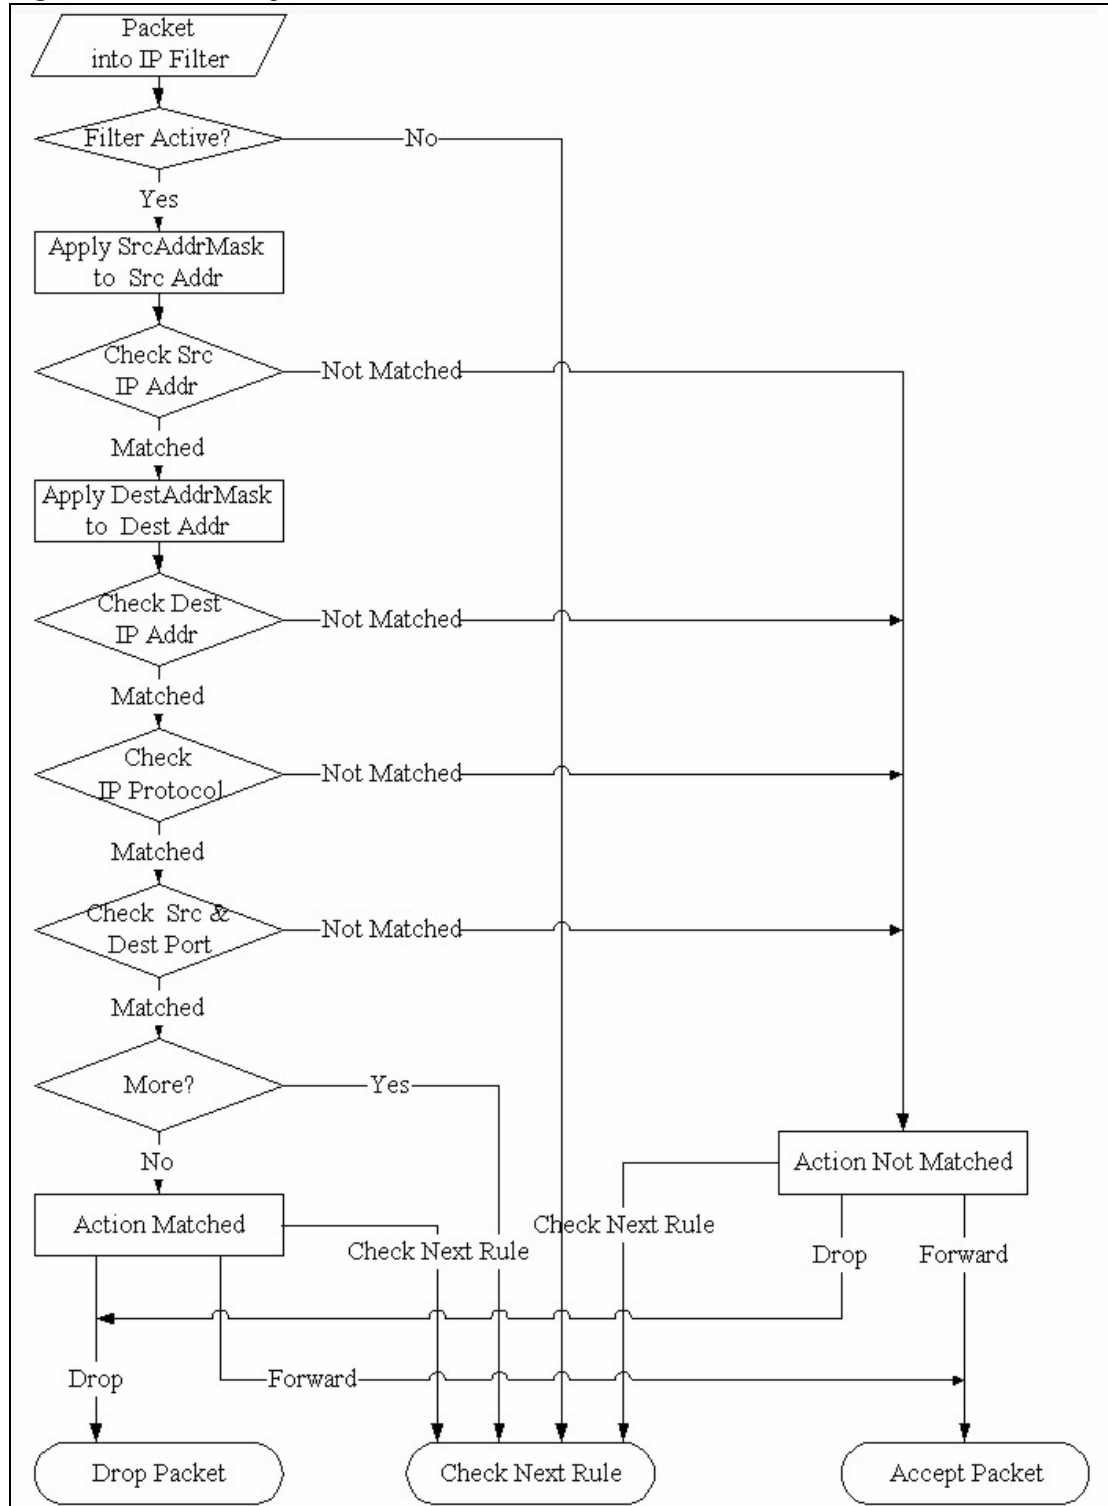 Packet
into IP Filter
Filter Active?
No
Yes
Apply SrcAddrMask
to Src Addr
Check Src
IP Addr
Not Matched
Matched
Apply DestAddrMask
to Dest Addr
Check Dest
IP Addr
Not Matched
Matched
Check
IP Protocol
Not Matched
Matched
Check Src &
Dest Port
Not Matched
Matched
More?
Yes
No
Action Not Matched
Action Matched
Check Next Rule
Check Next Rule
Drop
Forward
Drop
Forward
Drop Packet
Check Next Rule
Accept Packet